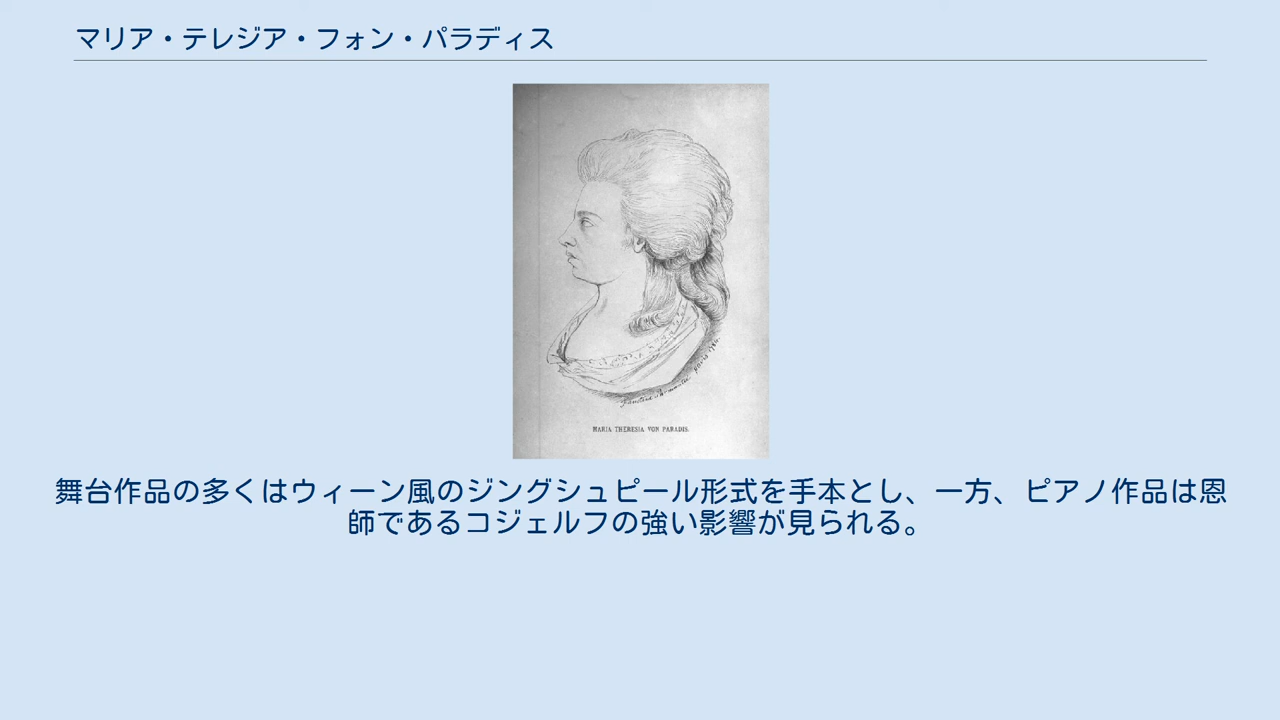 マリア・テレジア・フォン・パラディス
MARIA THERESIA VON PARADIS.
舞台作品の多くはウィーン風のジングシュピール形式を手本とし、一方、ピアノ作品は恩
師であるコジェルフの強い影響が見られる。